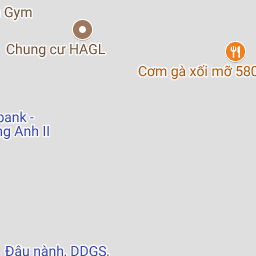 Gym
Chung cư HAGL
Cơm gà xối mỡ 580
bank -
ng Anh II
Đậu nành, DDGS,